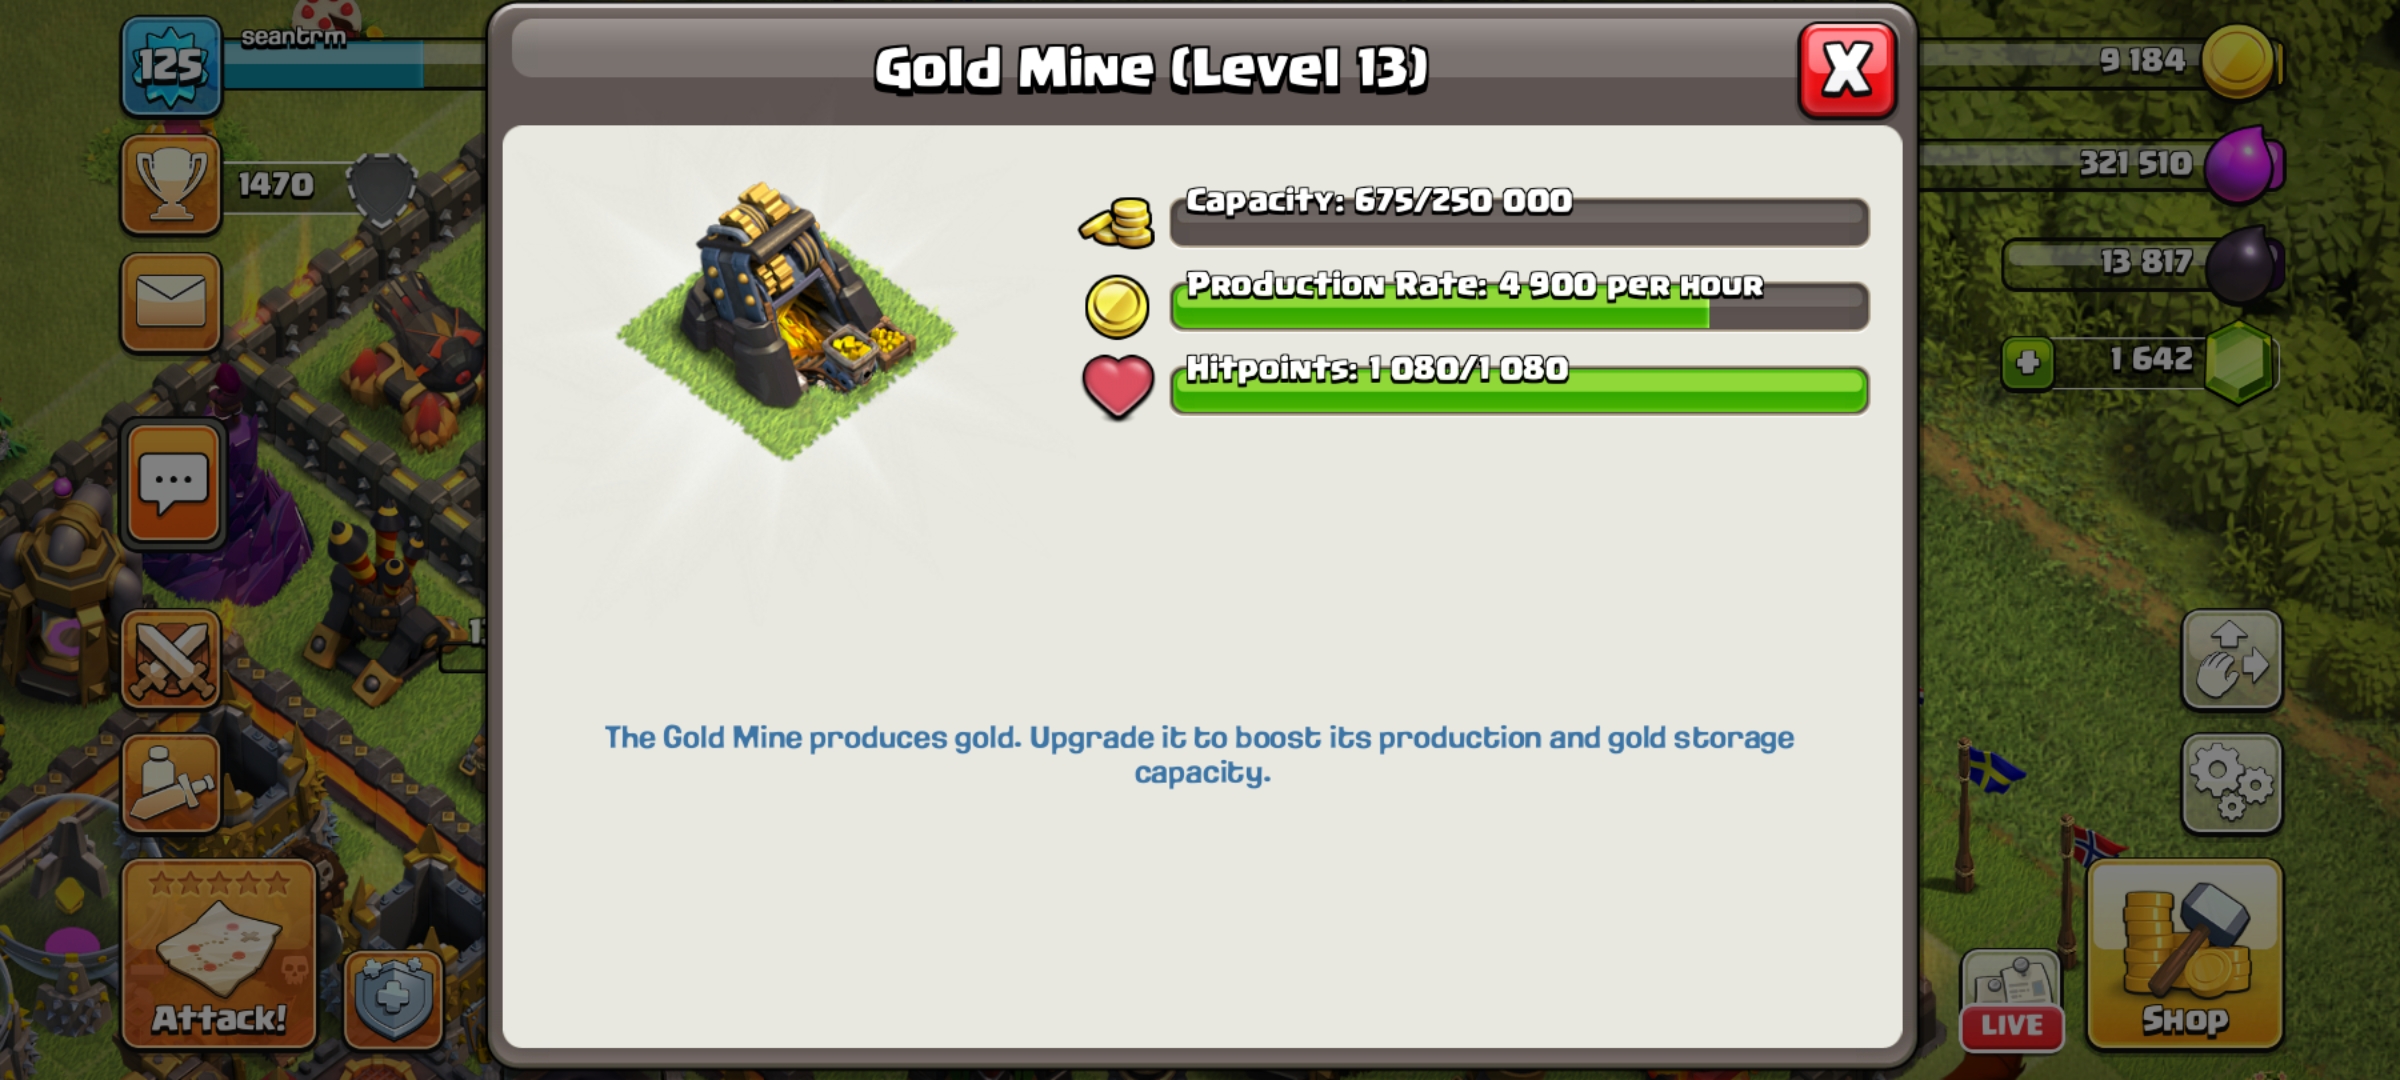 125
seantrm
Gold Mine (Level 13)
X
9 184
1470
Capacity: 675/250 000
321 510
Production Rate: 4 900 per hour
13 817
Hitpoints: 1 080/1 080
1 642
The Gold Mine produces gold. Upgrade it to boost its production and gold storage
capacity.
Attack!
LIVE
Shop